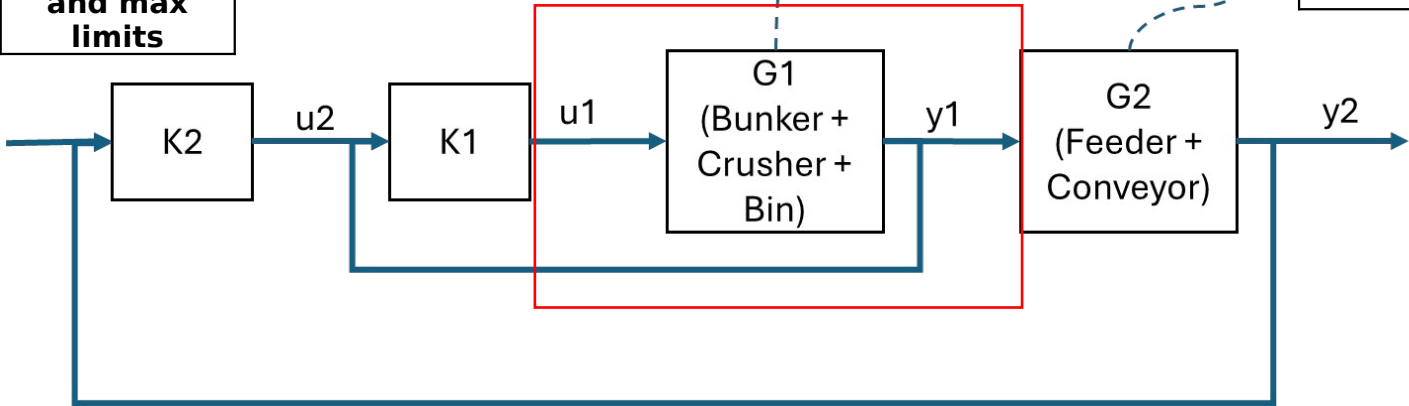 and max
limits
K2
u2
K1
u1
G1
(Bunker +
Crusher +
Bin)
y1
G2
(Feeder +
Conveyor)
y2